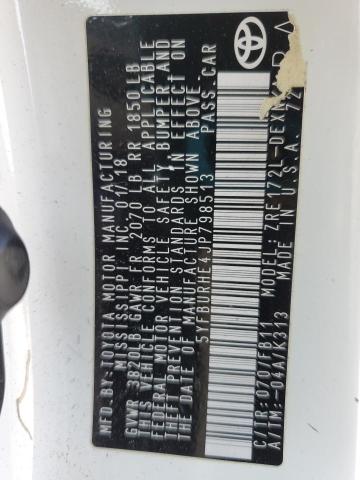 MFD. BY: TOYOTA MOTOR MANUFACTURING
MISSISSIPPI, INC. 01/18
GVWR 3820LB GAWR FR 2070 LB RR 1850LB
THIS VEHICLE CONFORMS TO ALL APPLICABLE
FEDERAL MOTOR VEHICLE SAFETY, BUMPER AND
THEFT PREVENTION STANDARDS IN EFFECT ON
THE DATE OF MANUFACTURE SHOWN ABOVE.
5YFBURHE4JP798513 PASS. CAR
C/TR: 070/FB11 ZRE172L-DEX
A/TM: -04A/K313 MADE IN U.S.A.